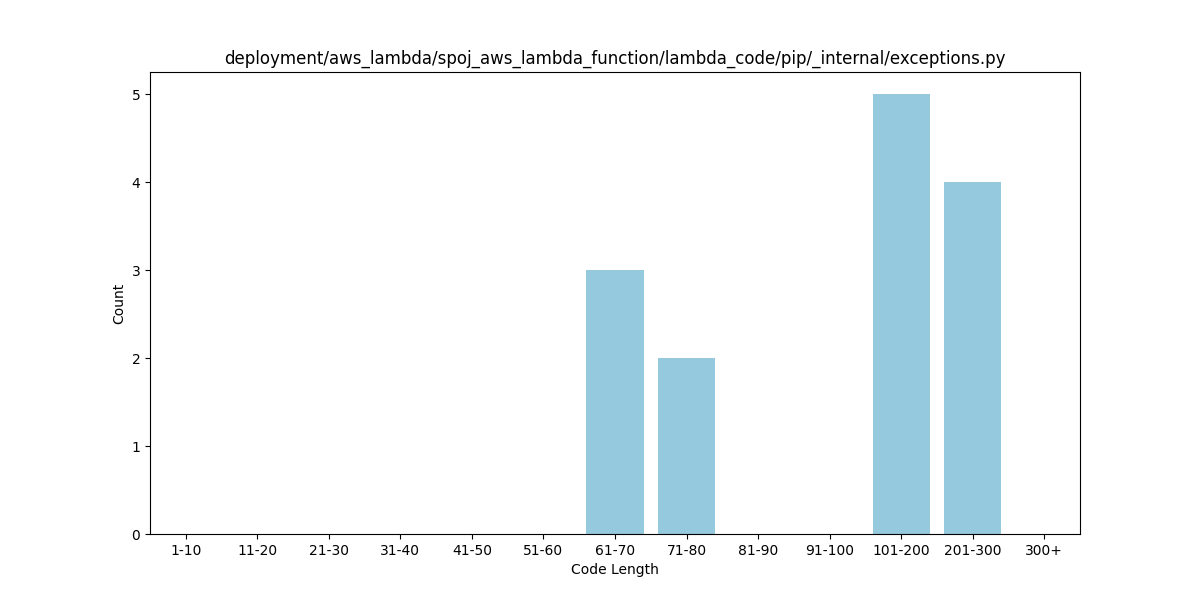 deployment/aws_lambda/spoj_aws_lambda_function/lambda_code/pip/_internal/exceptions.py
5
4
3
2
1
0
Count
1-10 11-20 21-30 31-40 41-50 51-60 61-70 71-80 81-90 91-100 101-200 201-300 300+
Code Length